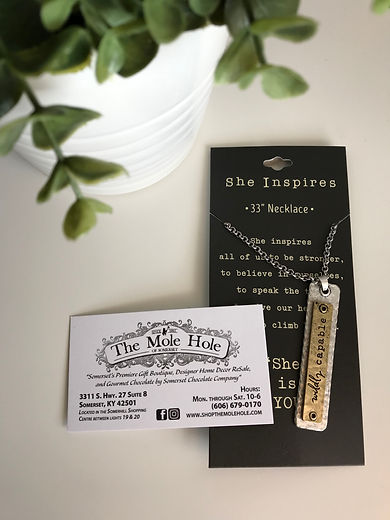 She Inspires
•33" Necklace•
She inspires
all of us to be stronger,
to believe in ourselves,
to speak the
our
climb
"She
is
YOU
wildly capable
SINCE
The Mole Hole
OF SOMERSET
"Somerset's Premiere Gift Boutique, Designer Home Decor ReSale,
and Gourmet Chocolate by Somerset Chocolate Company"
3311 S. Hwy. 27 Suite 8
Somerset, KY 42501
Located in the Somerhill Shopping
Centre between lights 19 & 20
Hours:
Mon. through Sat. 10-6
(606) 679-0170
www.shopthemolehole.com